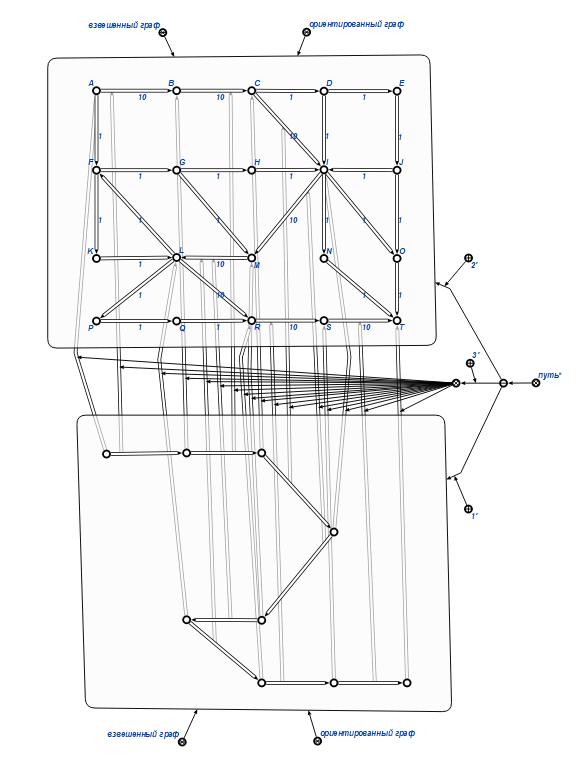 взвешенный граф
ориентированный граф
A B C D E
10 10 1 1
1 10 1 1
F G H I J
1 1 1 1
1 1 1 10 1 1 1
K L M N O
1 10
1 10 1 1
P Q R S T
1 1 10 10
2'
3'
путь*
1'
взвешенный граф
ориентированный граф